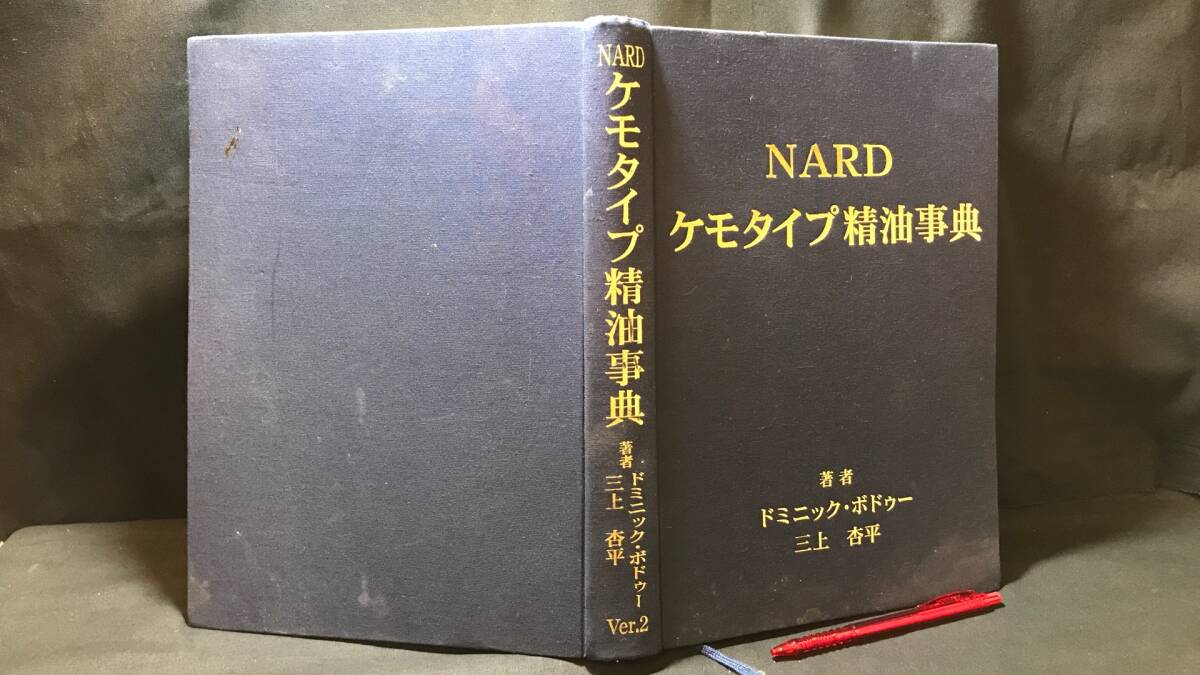 NARD
ケモタイプ精油事典
著者
ドミニック・ボドゥー
三上 杏平
Ver.2
NARD
ケモタイプ精油事典
著者
ドミニック・ボドゥー
三上 杏平